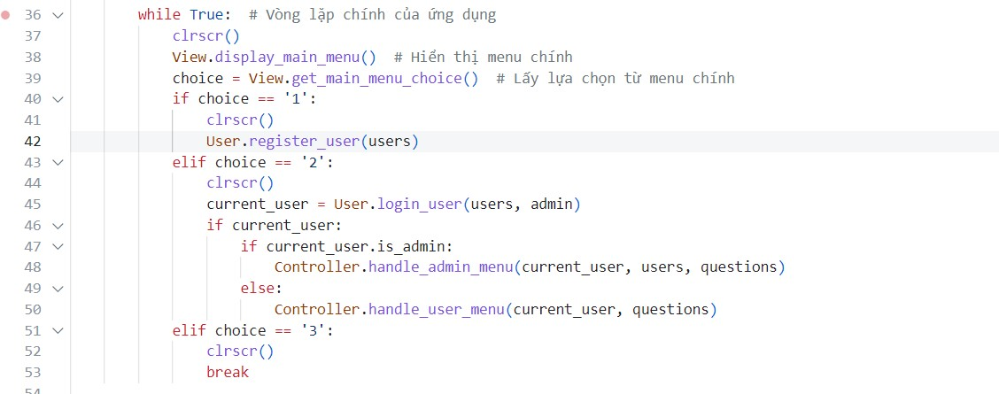 36 while True:  # Vòng lặp chính của ứng dụng
37 clrscr()
38 View.display_main_menu()  # Hiển thị menu chính
39 choice = View.get_main_menu_choice()  # Lấy lựa chọn từ menu chính
40 if choice == '1':
41 clrscr()
42 User.register_user(users)
43 elif choice == '2':
44 clrscr()
45 current_user = User.login_user(users, admin)
46 if current_user:
47 if current_user.is_admin:
48 Controller.handle_admin_menu(current_user, users, questions)
49 else:
50 Controller.handle_user_menu(current_user, questions)
51 elif choice == '3':
52 clrscr()
53 break
54